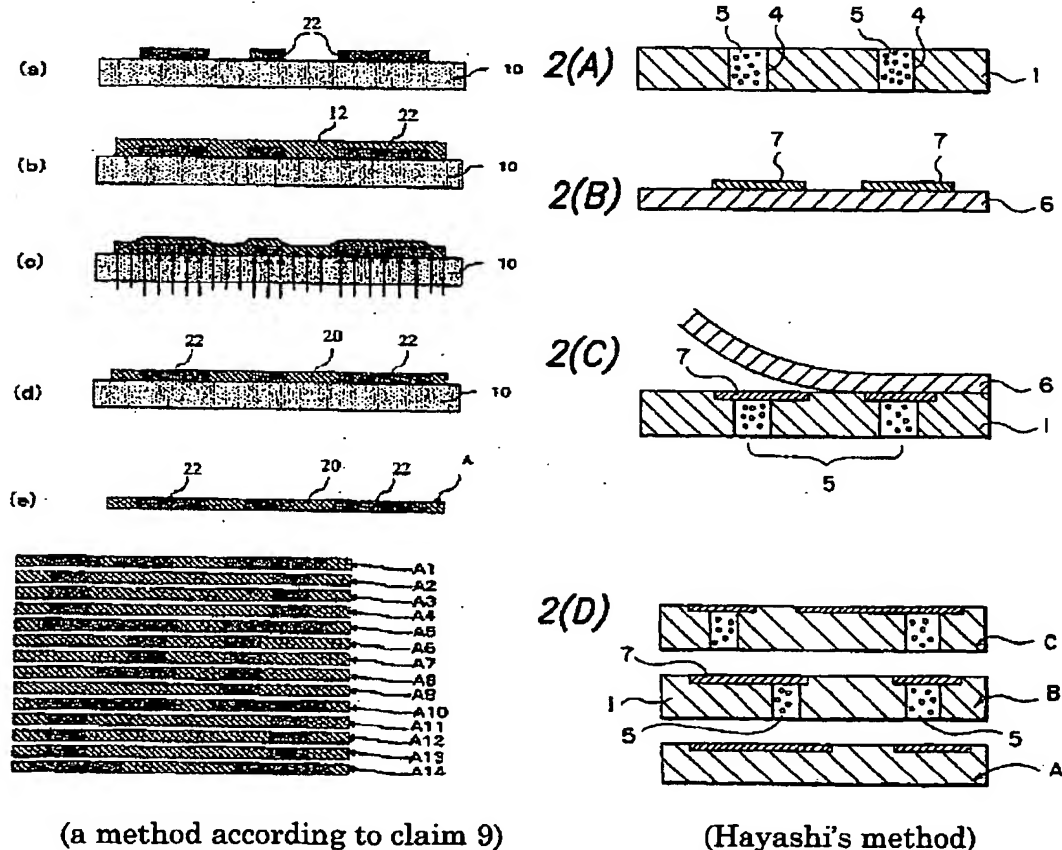 22
(a)
10
12
22
(b)
10
(c)
10
22
20
22
(d)
10
22
20
22
A
(e)
A1
A2
A3
A4
A5
A6
A7
A8
A9
A10
A11
A12
A13
A14
(a method according to claim 9)
5
4
5
4
2(A)
1
7
7
2(B)
6
2(C)
7
6
1
5
2(D)
C
7
1
B
5
5
A
(Hayashi's method)